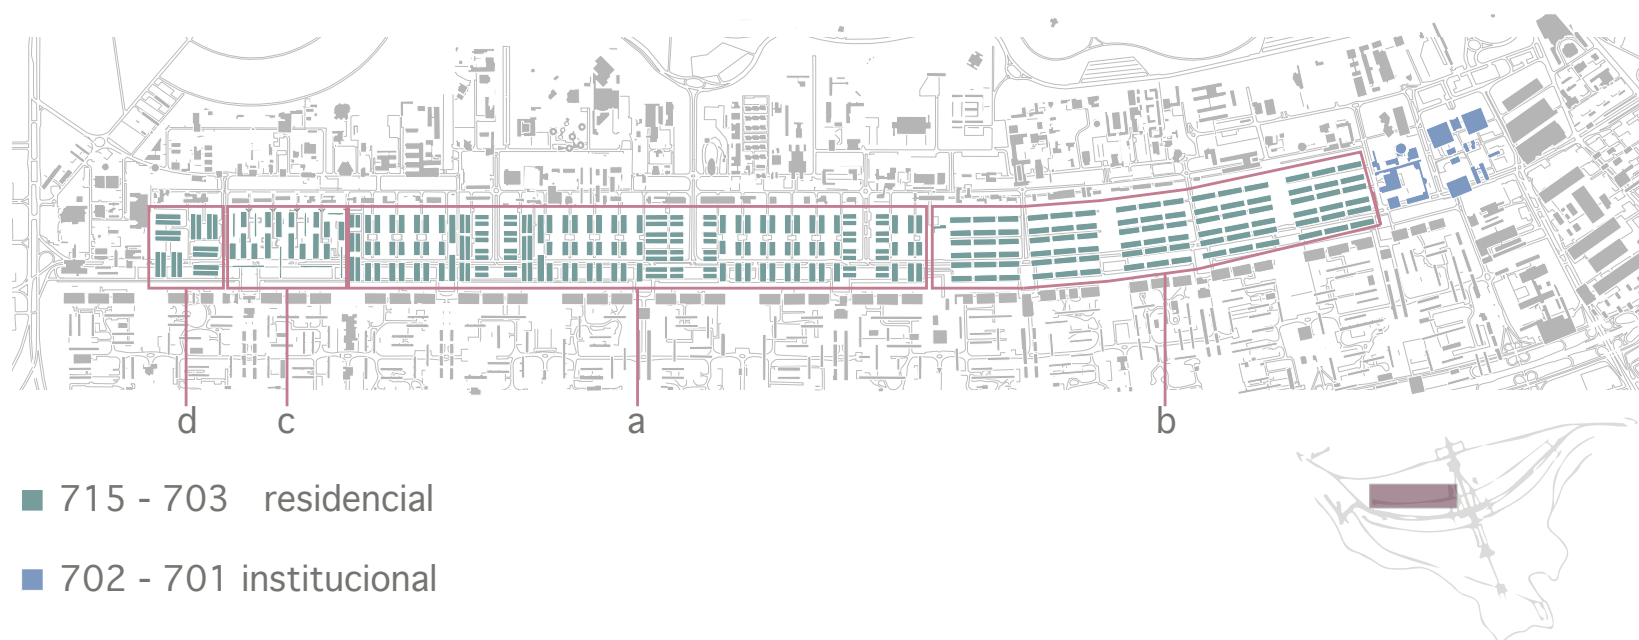 d c a b
715 - 703 residencial
702 - 701 institucional